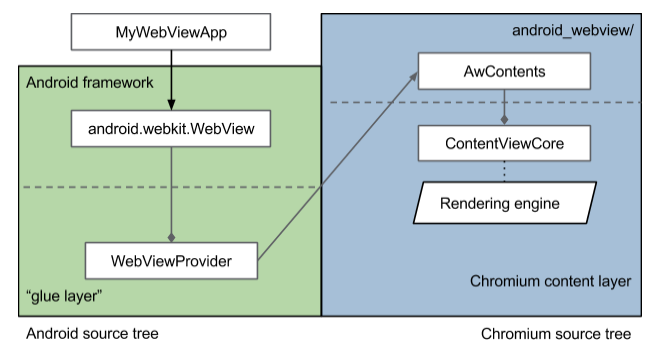 MyWebViewApp
android_webview/
Android framework
AwContents
android.webkit.WebView
ContentViewCore
Rendering engine
WebViewProvider
Chromium content layer
“glue layer”
Android source tree
Chromium source tree